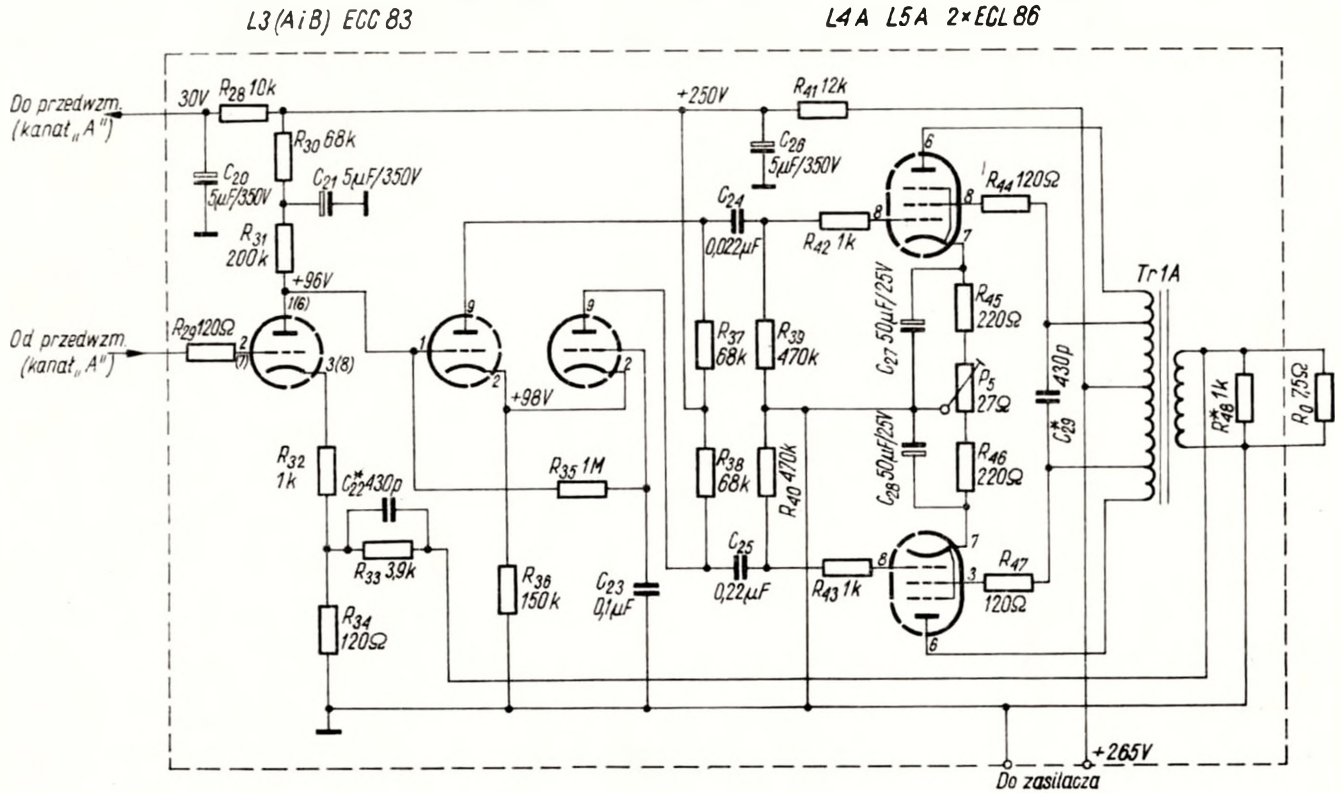 L3 (A i B) ECC 83
L4A L5A 2×ECL 86
Do przedwzm.
(kanał „A")
30V
R28 10k
+250V
R41 12k
R30 68k
C20
5µF/350V
C21 5µF/350V
C26
5µF/350V
R31
200k
C24
0,022µF
R42 1k
8
6
8
7
R44 120Ω
+96V
1(6)
Od przedwzm.
(kanał „A")
R29 120Ω
2
(7)
3(8)
9
1
2
+98V
9
2
R37
68k
R39
470k
C27 50µF/25V
R45
220Ω
P5
27Ω
430p
C29*
Tr1A
R48* 1k
R0 7,5Ω
R32
1k
C22* 430p
R33 3,9k
R34
120Ω
R35 1M
R36
150k
C23
0,1µF
R38
68k
R40 470k
C28 50µF/25V
R46
220Ω
C25
0,22µF
R43 1k
8
7
3
6
R47
120Ω
+265V
Do zasilacza